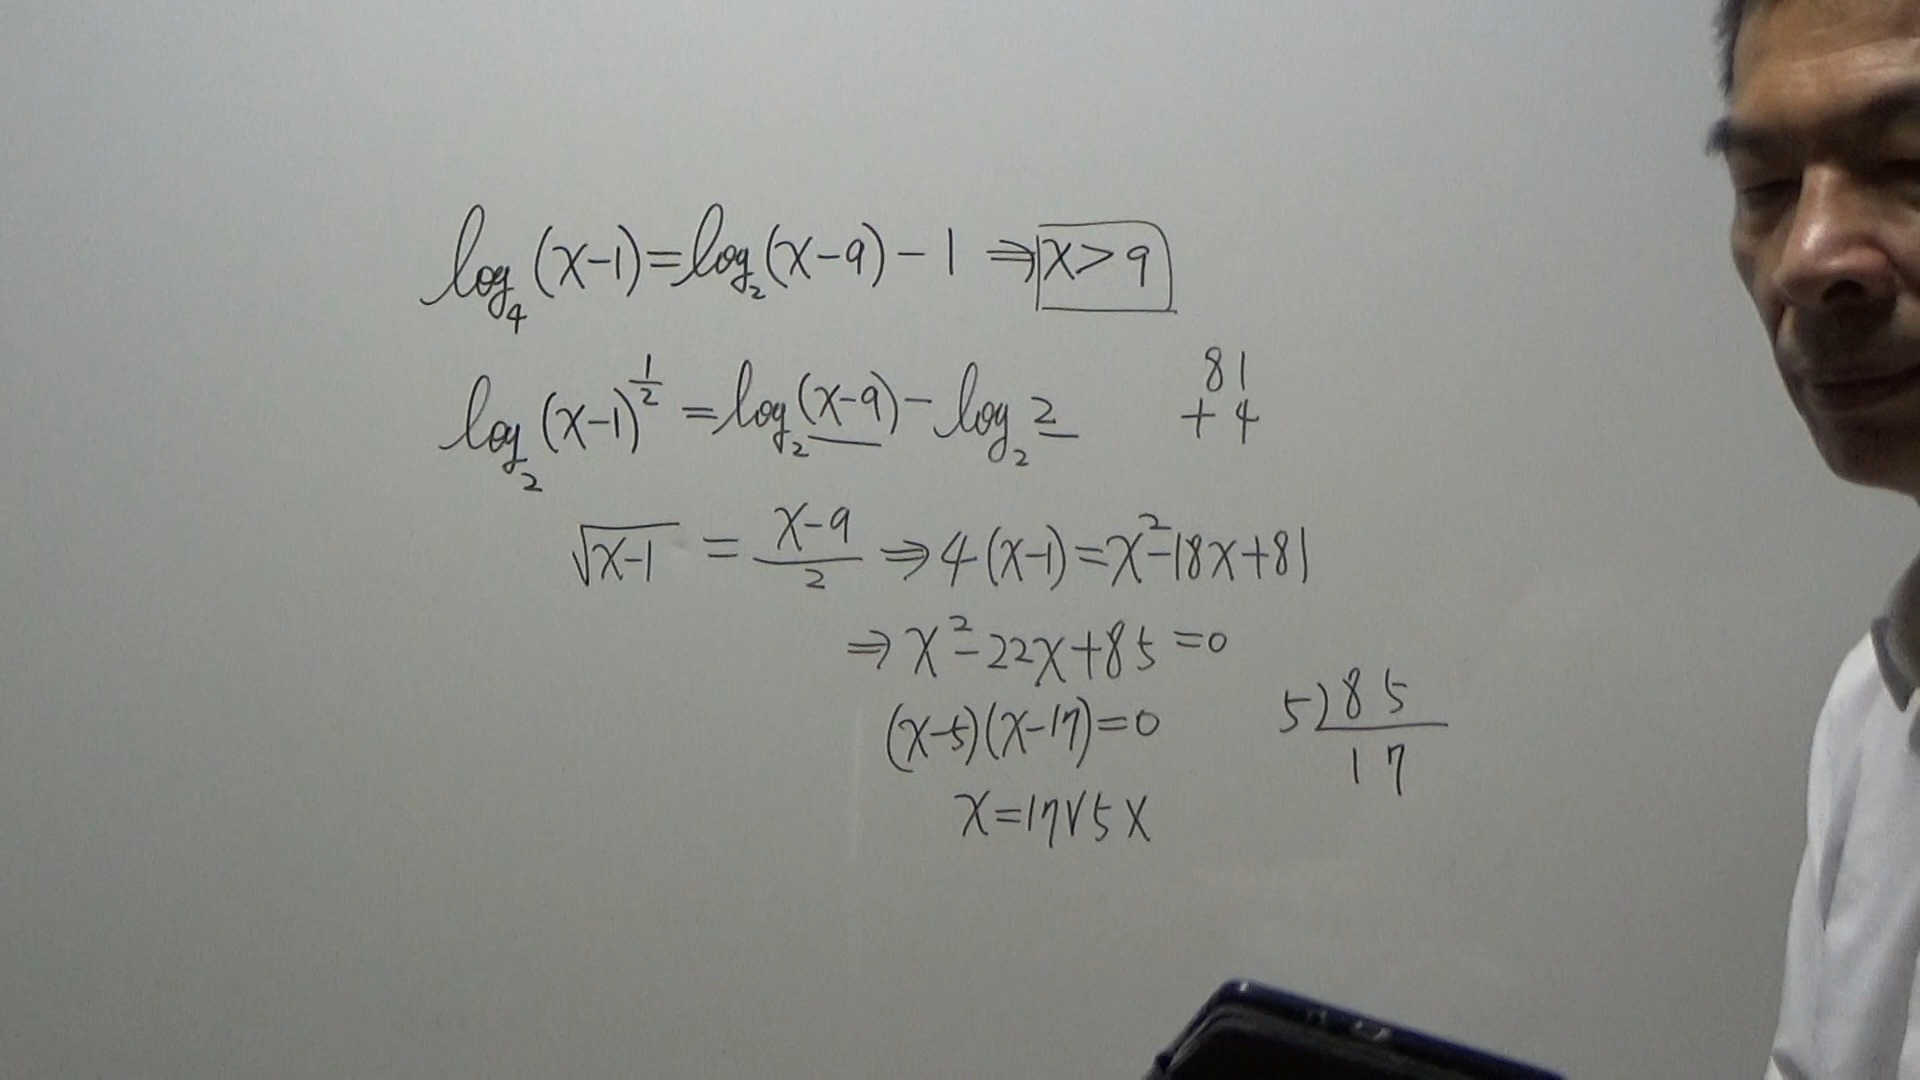 log₄(x-1)=log₂(x-9)-1 ⇒ x>9
log₂(x-1)^½ = log₂(x-9) - log₂2
81
+4
√x-1 = x-9/2 ⇒ 4(x-1)=x²-18x+81
⇒ x²-22x+85=0
(x-5)(x-17)=0
5)85
17
x=17√5X